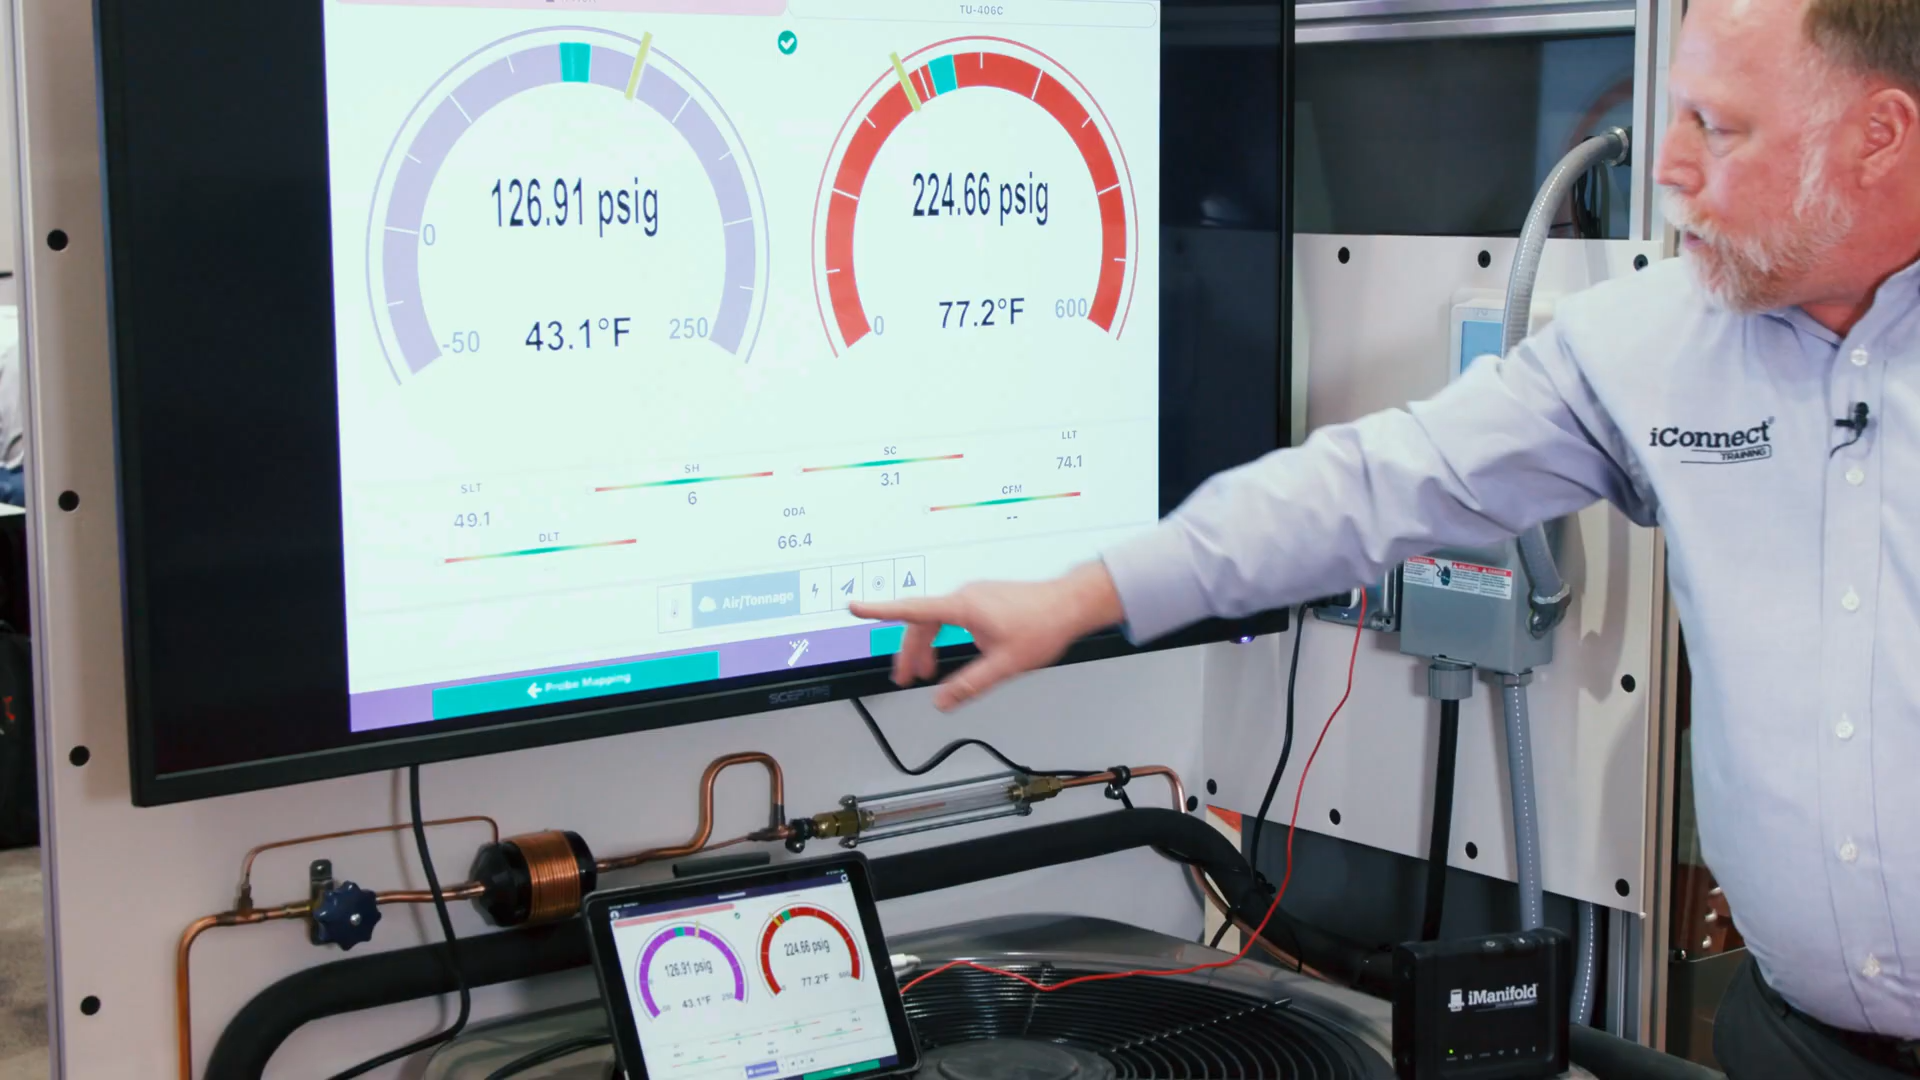 TU-406C
126.91 psig
224.66 psig
0
-50
43.1°F
250
0
77.2°F
600
SLT
49.1
SH
6
SC
3.1
LLT
74.1
DLT
ODA
66.4
CFM
--
Air/Tonnage
Probe Mapping
SCEPTRE
iConnect
TRAINING
126.91 psig
224.66 psig
43.1°F
77.2°F
iManifold